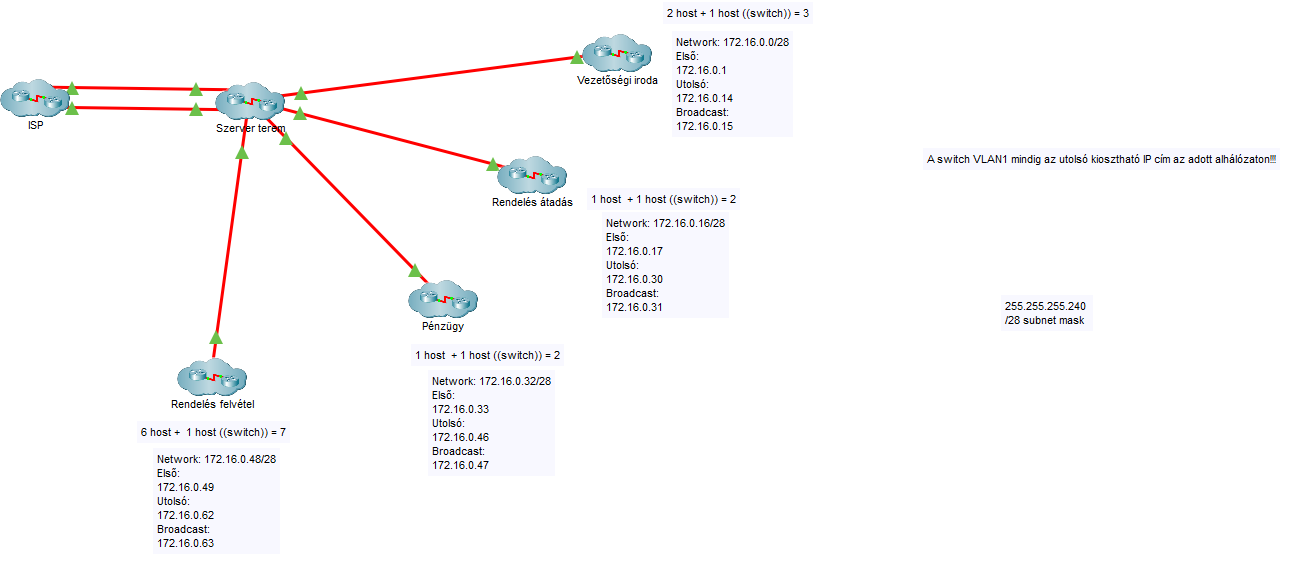 2 host + 1 host ((switch)) = 3
Network: 172.16.0.0/28
Első:
172.16.0.1
Utolsó:
172.16.0.14
Broadcast:
172.16.0.15
Vezetőségi iroda
ISP
Szerver terem
A switch VLAN1 mindig az utolsó kiosztható IP cím az adott alhálózaton!!!
Rendelés átadás
1 host  + 1 host ((switch)) = 2
Network: 172.16.0.16/28
Első:
172.16.0.17
Utolsó:
172.16.0.30
Broadcast:
172.16.0.31
255.255.255.240
/28 subnet mask
Pénzügy
1 host  + 1 host ((switch)) = 2
Network: 172.16.0.32/28
Első:
172.16.0.33
Utolsó:
172.16.0.46
Broadcast:
172.16.0.47
Rendelés felvétel
6 host +  1 host ((switch)) = 7
Network: 172.16.0.48/28
Első:
172.16.0.49
Utolsó:
172.16.0.62
Broadcast:
172.16.0.63